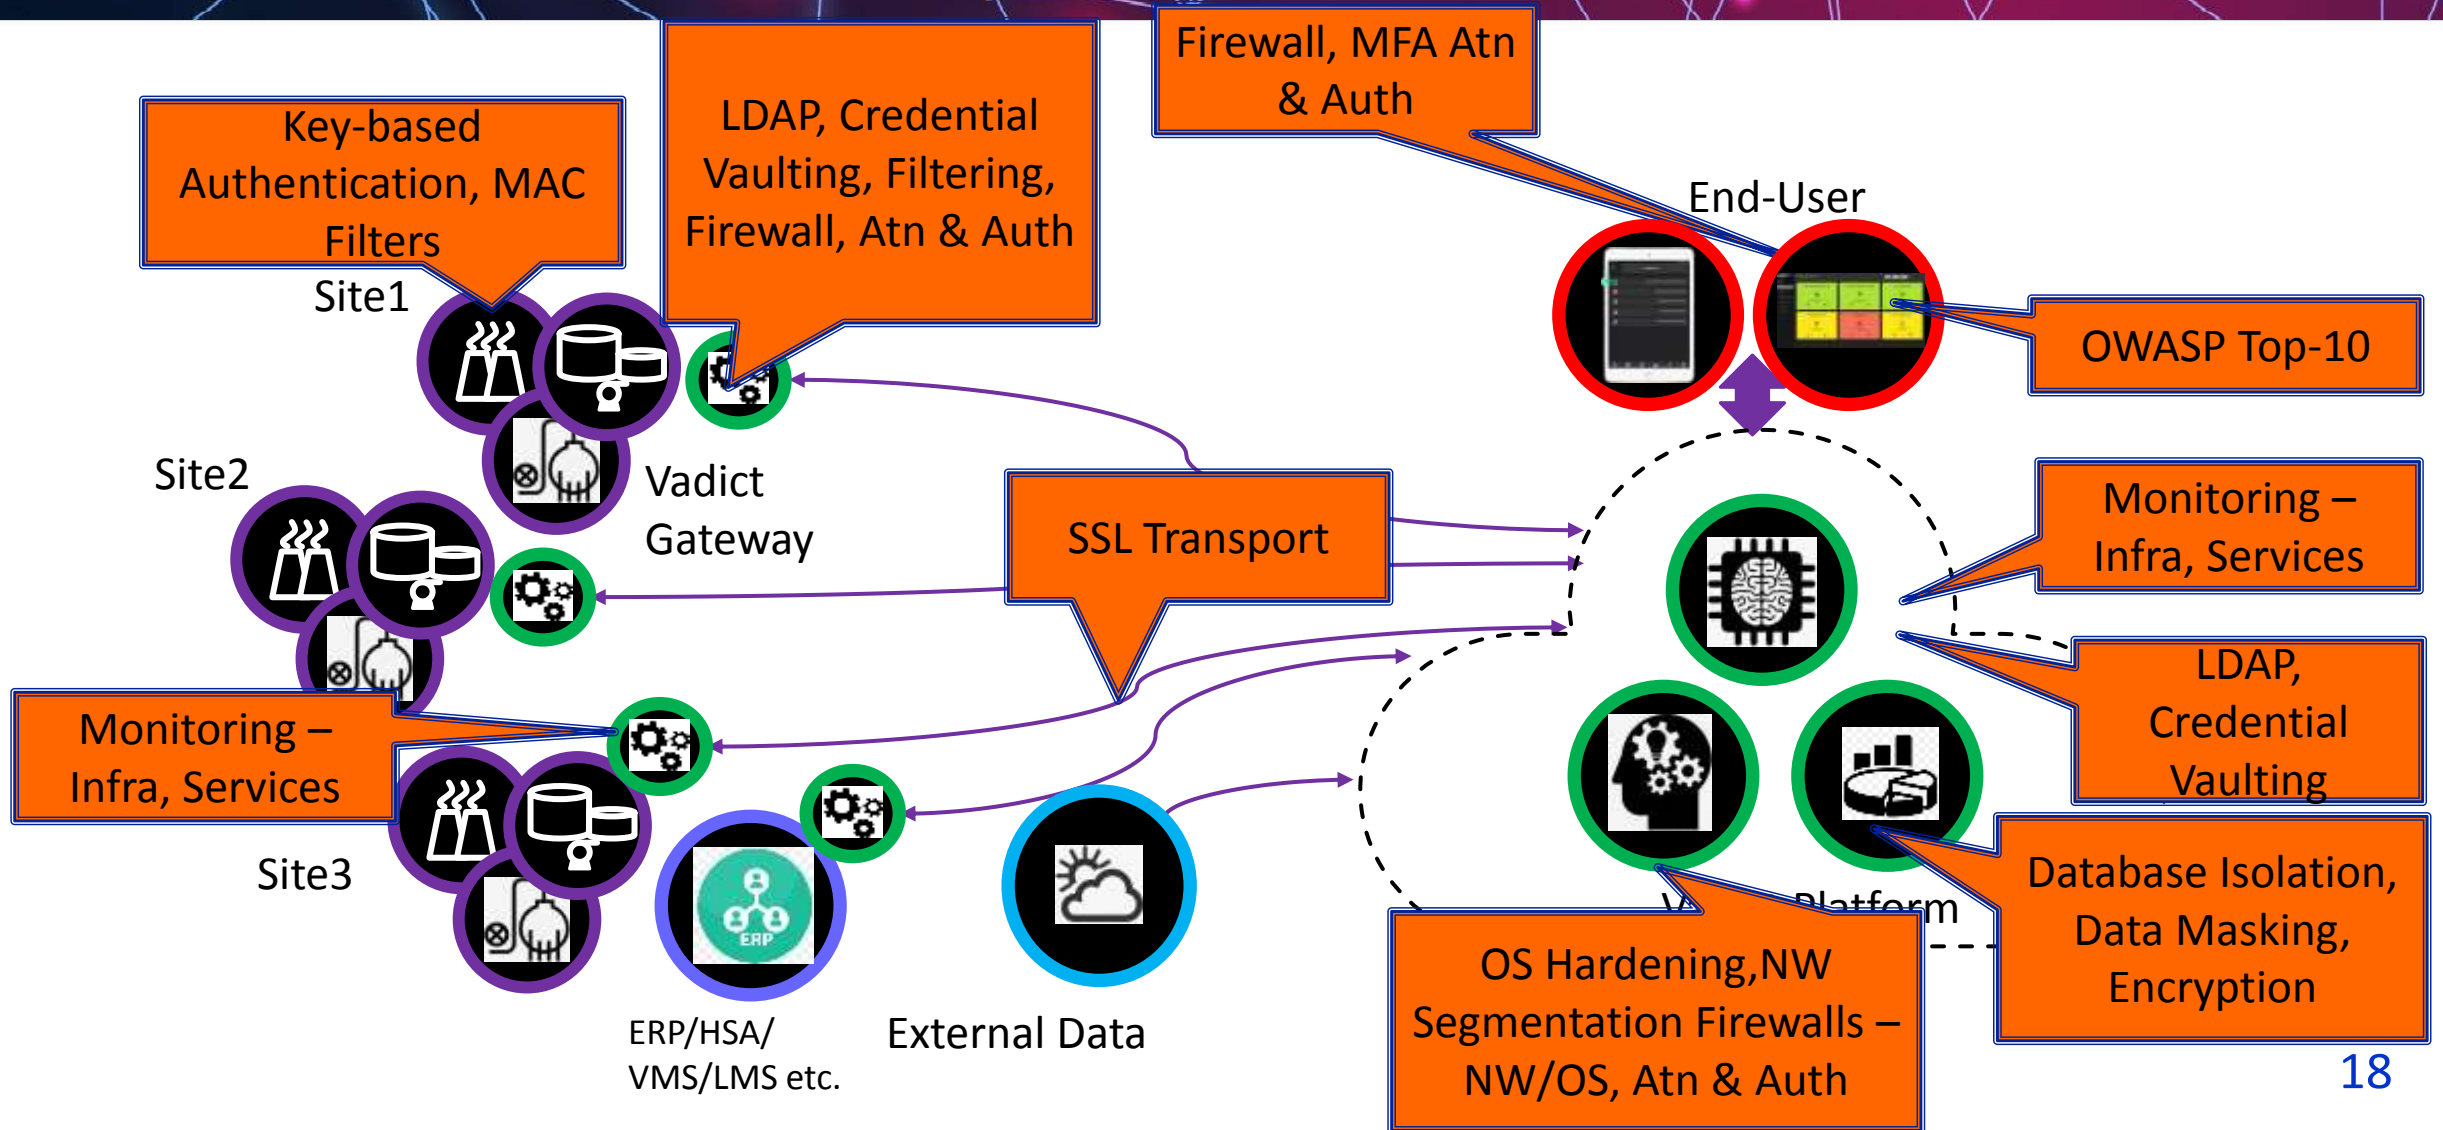 Firewall, MFA Atn
& Auth
Key-based
Authentication, MAC
Filters
LDAP, Credential
Vaulting, Filtering,
Firewall, Atn & Auth
End-User
Site1
OWASP Top-10
Site2
Vadict
Gateway
SSL Transport
Monitoring –
Infra, Services
LDAP,
Credential
Vaulting
Monitoring –
Infra, Services
Site3
ERP
Platform
Database Isolation,
Data Masking,
Encryption
OS Hardening,NW
Segmentation Firewalls –
NW/OS, Atn & Auth
ERP/HSA/
VMS/LMS etc.
External Data
18